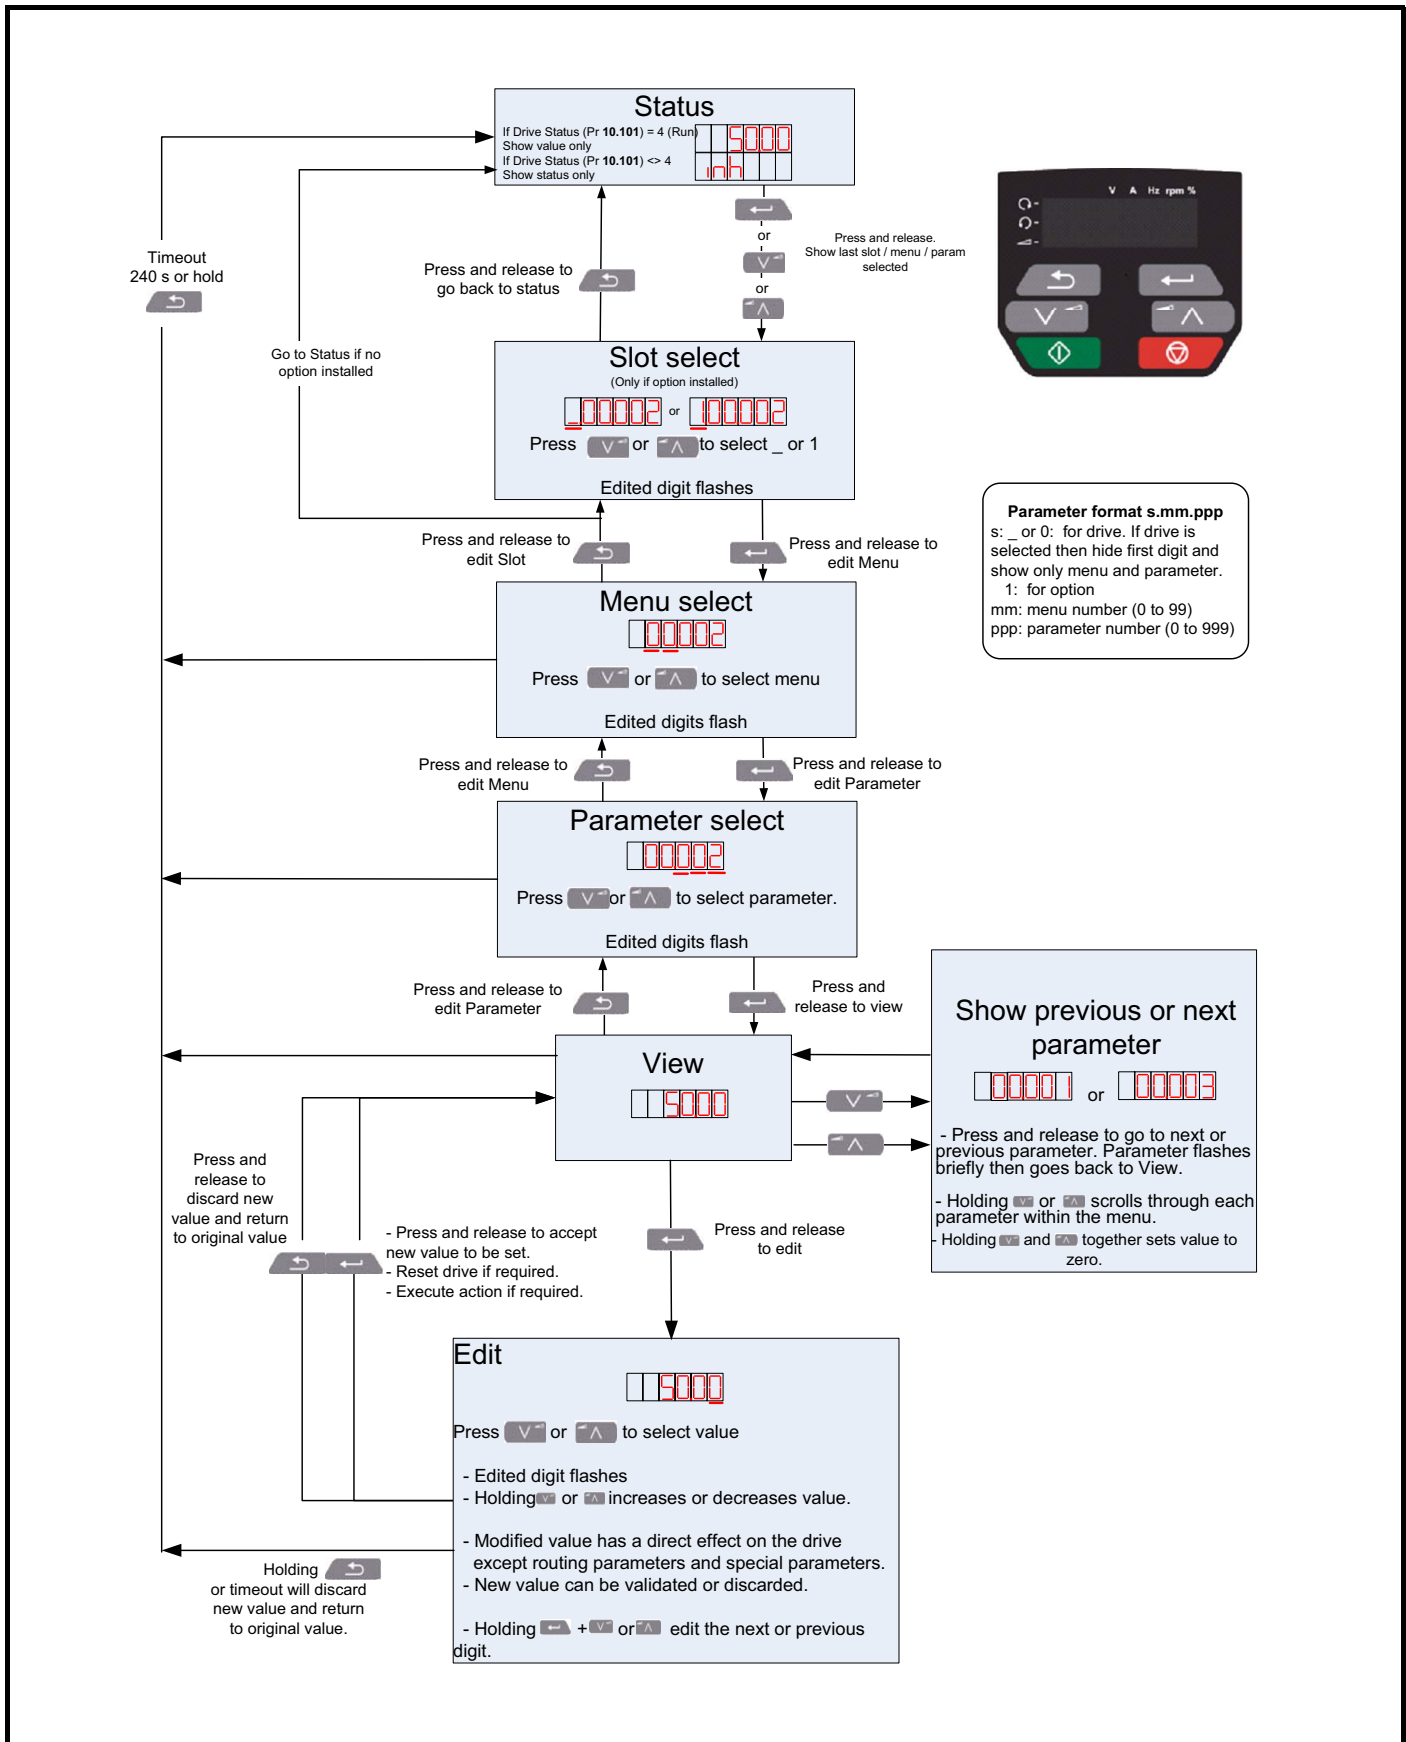 Status
If Drive Status (Pr 10.101) = 4 (Run)
Show value only
If Drive Status (Pr 10.101) <> 4
Show status only
5000
inh
V A Hz rpm %
Timeout
240 s or hold
or
or
Press and release.
Show last slot / menu / param
selected
Press and release to
go back to status
Go to Status if no
option installed
Slot select
(Only if option installed)
_00002 or 100002
Press or to select _ or 1
Edited digit flashes
Parameter format s.mm.ppp
s: _ or 0: for drive. If drive is
selected then hide first digit and
show only menu and parameter.
1: for option
mm: menu number (0 to 99)
ppp: parameter number (0 to 999)
Press and release to
edit Slot
Press and release to
edit Menu
Menu select
00002
Press or to select menu
Edited digits flash
Press and release to
edit Menu
Press and release to
edit Parameter
Parameter select
00002
Press or to select parameter.
Edited digits flash
Press and release to
edit Parameter
Press and
release to view
View
5000
Show previous or next
parameter
00001 or 00003
- Press and release to go to next or
previous parameter. Parameter flashes
briefly then goes back to View.
- Holding or scrolls through each
parameter within the menu.
- Holding and together sets value to
zero.
Press and
release to
discard new
value and return
to original value
- Press and release to accept
new value to be set.
- Reset drive if required.
- Execute action if required.
Press and release
to edit
Edit
5000
Press or to select value
- Edited digit flashes
- Holding or increases or decreases value.
- Modified value has a direct effect on the drive
except routing parameters and special parameters.
- New value can be validated or discarded.
- Holding + or edit the next or previous
digit.
Holding
or timeout will discard
new value and return
to original value.